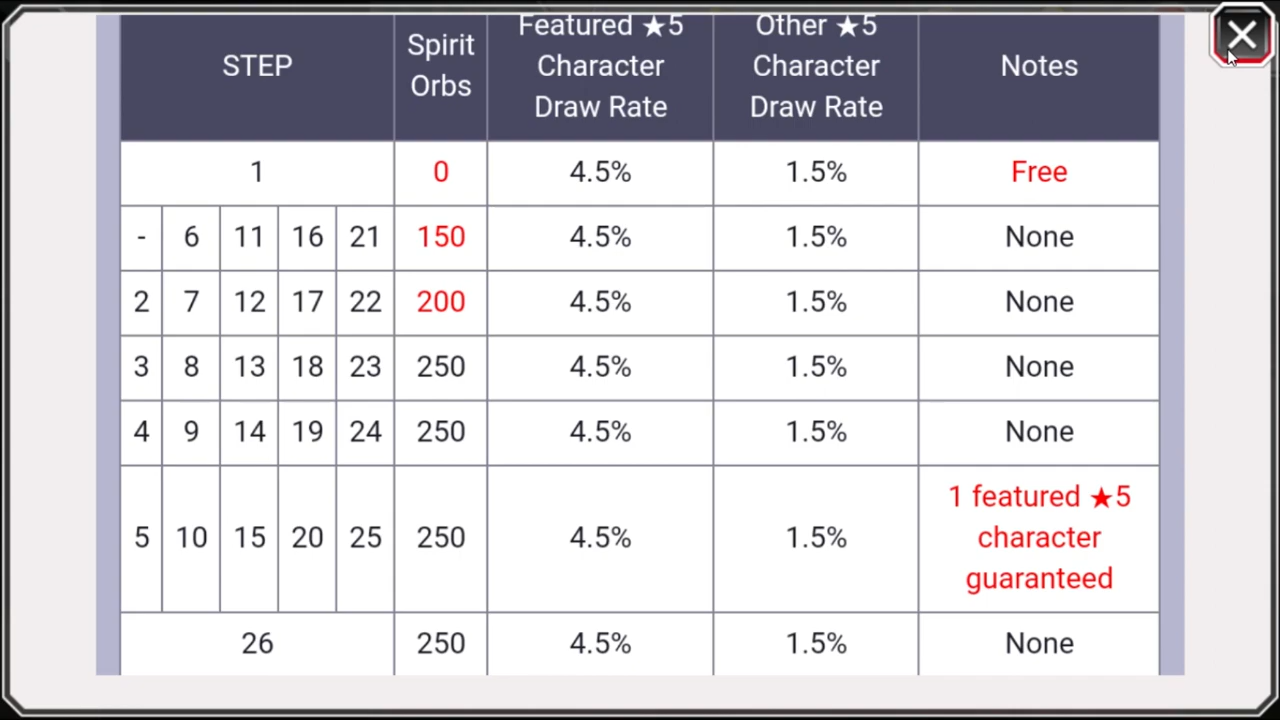 STEP Spirit Orbs Featured ★5 Character Draw Rate Other ★5 Character Draw Rate Notes
1 0 4.5% 1.5% Free
- 6 11 16 21 150 4.5% 1.5% None
2 7 12 17 22 200 4.5% 1.5% None
3 8 13 18 23 250 4.5% 1.5% None
4 9 14 19 24 250 4.5% 1.5% None
5 10 15 20 25 250 4.5% 1.5% 1 featured ★5 character guaranteed
26 250 4.5% 1.5% None